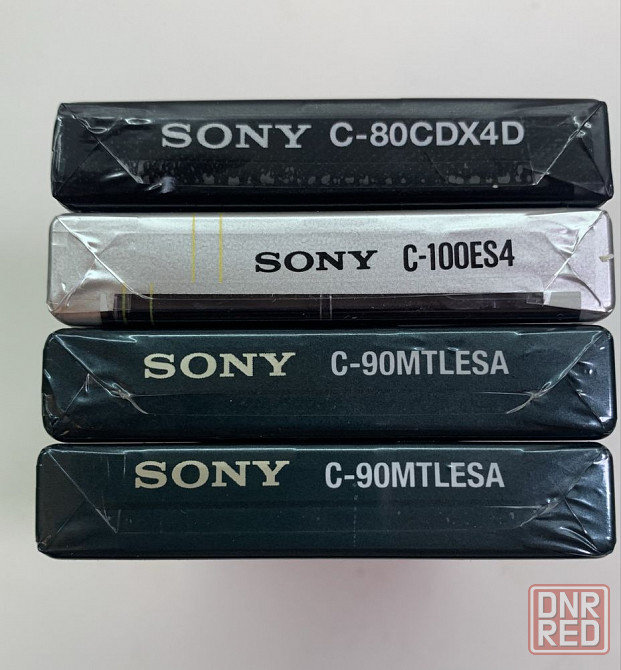 SONY C-80CDX4D
SONY C-100ES4
SONY C-90MTLESA
SONY C-90MTLESA
DNR
RED